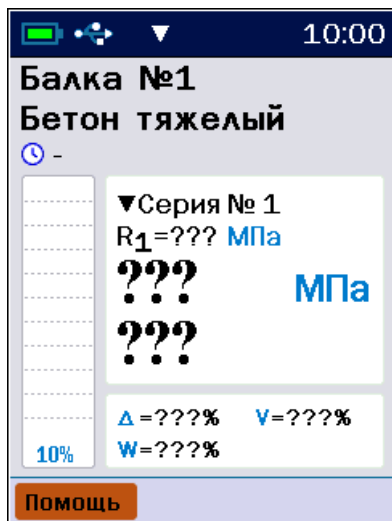 10:00
Балка №1
Бетон тяжелый
-
▼Серия № 1
R1=??? МПа
??? МПа
???
Δ=???% V=???%
W=???%
10%
Помощь